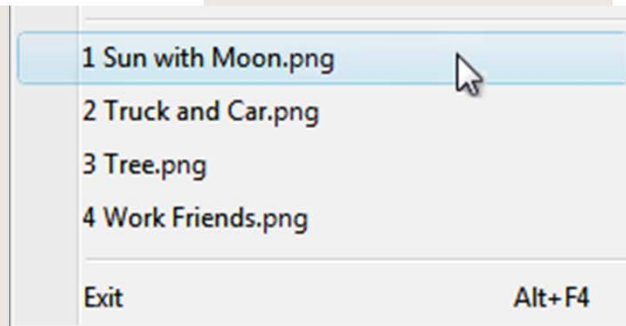 1 Sun with Moon.png
2 Truck and Car.png
3 Tree.png
4 Work Friends.png
Exit Alt+F4